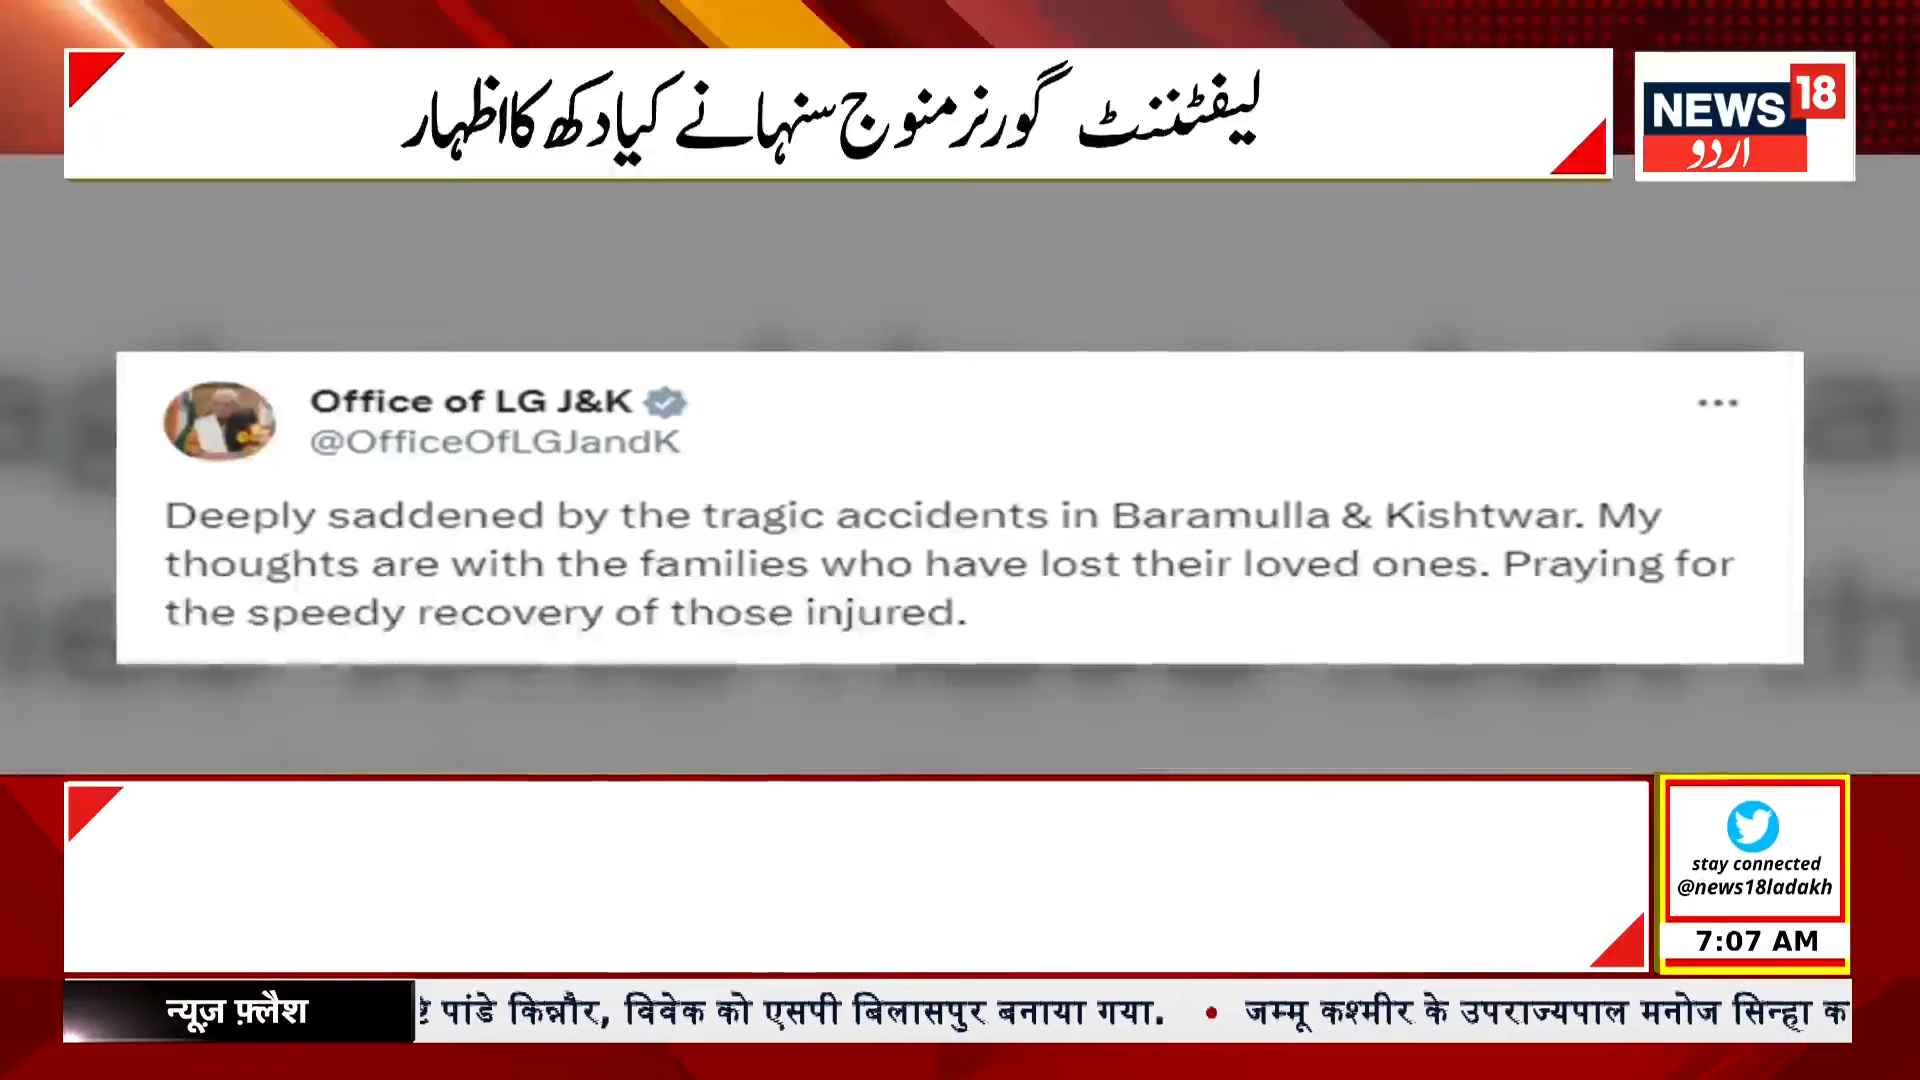 لیفٹننٹ گورنر منوج سنہا نے کیا دکھ کا اظہار
NEWS 18
اردو
Office of LG J&K
@OfficeOfLGJandK
Deeply saddened by the tragic accidents in Baramulla & Kishtwar. My
thoughts are with the families who have lost their loved ones. Praying for
the speedy recovery of those injured.
stay connected
@news18ladakh
7:07 AM
न्यूज़ फ़्लैश
पांडे किन्नौर, विवेक को एसपी बिलासपुर बनाया गया. • जम्मू कश्मीर के उपराज्यपाल मनोज सिन्हा क